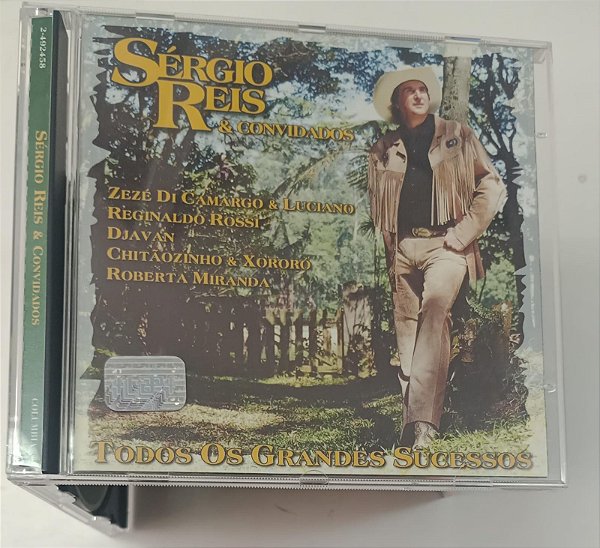 2-492458
SÉRGIO REIS & CONVIDADOS
SÉRGIO
REIS
& CONVIDADOS
ZEZÉ DI CAMARGO & LUCIANO
REGINALDO ROSSI
DJAVAN
CHITÃOZINHO & XORORÓ
ROBERTA MIRANDA
TODOS OS GRANDES SUCESSOS